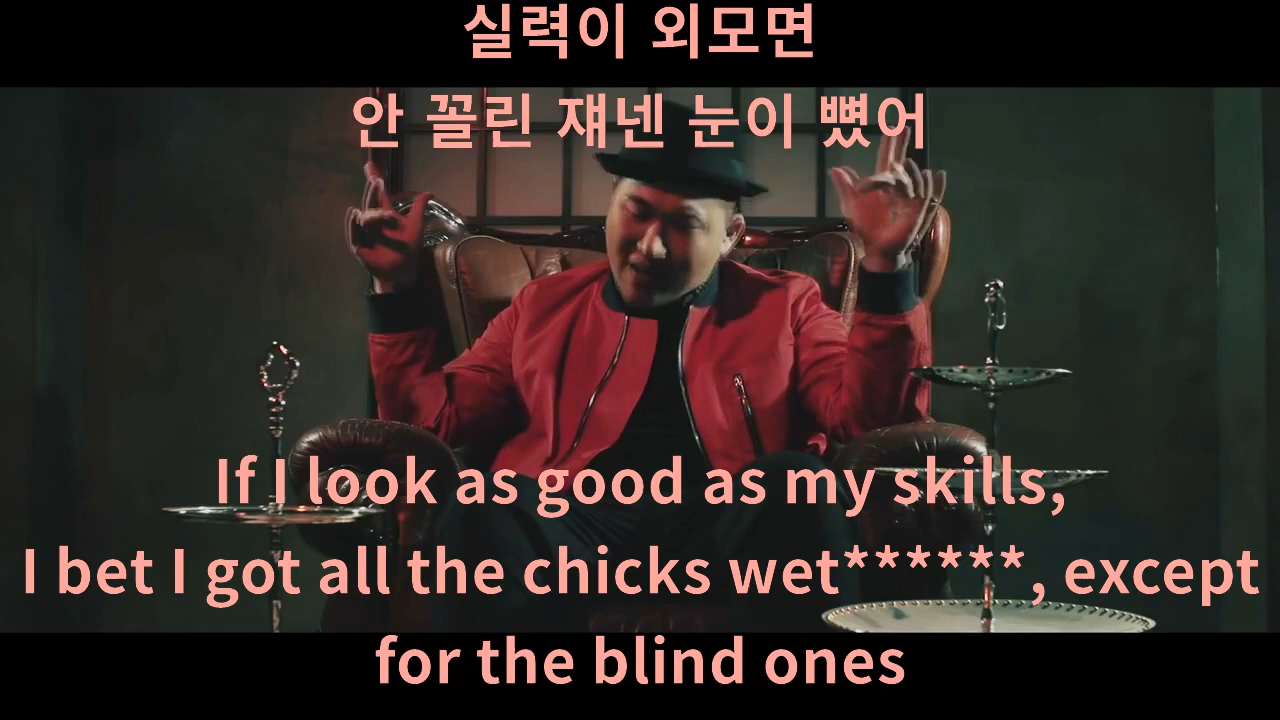 실력이 외모면
안 꼴린 쟤넨 눈이 뼜어
If I look as good as my skills,
I bet I got all the chicks wet******, except
for the blind ones